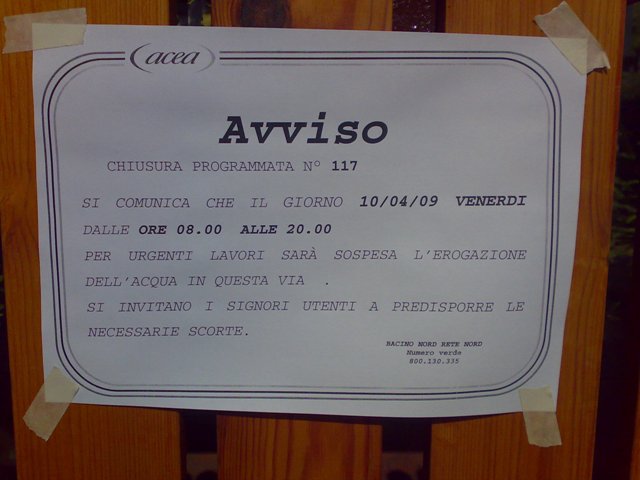 acea
Avviso
CHIUSURA PROGRAMMATA N° 117
SI COMUNICA CHE IL GIORNO 10/04/09 VENERDI
DALLE ORE 08.00 ALLE 20.00
PER URGENTI LAVORI SARÀ SOSPESA L'EROGAZIONE
DELL'ACQUA IN QUESTA VIA .
SI INVITANO I SIGNORI UTENTI A PREDISPORRE LE
NECESSARIE SCORTE.
BACINO NORD RETE NORD
Numero verde
800.130.335